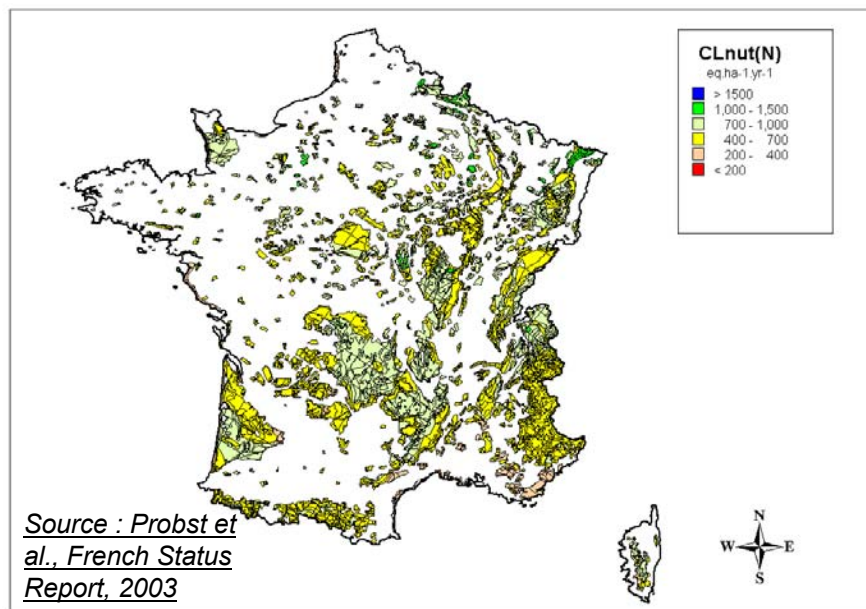 CLnut(N)
eq.ha-1.yr-1
> 1500
1,000 - 1,500
700 - 1,000
400 - 700
200 - 400
< 200
Source : Probst et
al., French Status
Report, 2003
N
W E
S